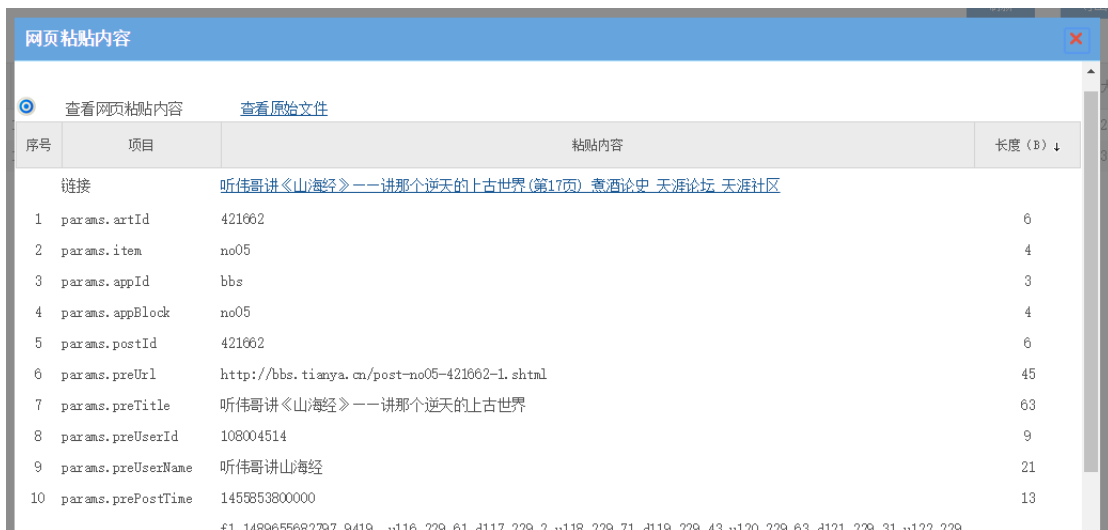 网页粘贴内容
查看网页粘贴内容 查看原始文件
序号 项目 粘贴内容 长度 (B) ↓
链接 听伟哥讲《山海经》——讲那个逆天的上古世界(第17页)_煮酒论史_天涯论坛_天涯社区
1 params.artId 421662 6
2 params.item no05 4
3 params.appId bbs 3
4 params.appBlock no05 4
5 params.postId 421662 6
6 params.preUrl http://bbs.tianya.cn/post-no05-421662-1.shtml 45
7 params.preTitle 听伟哥讲《山海经》——讲那个逆天的上古世界 63
8 params.preUserId 108004514 9
9 params.preUserName 听伟哥讲山海经 21
10 params.prePostTime 1455853800000 13